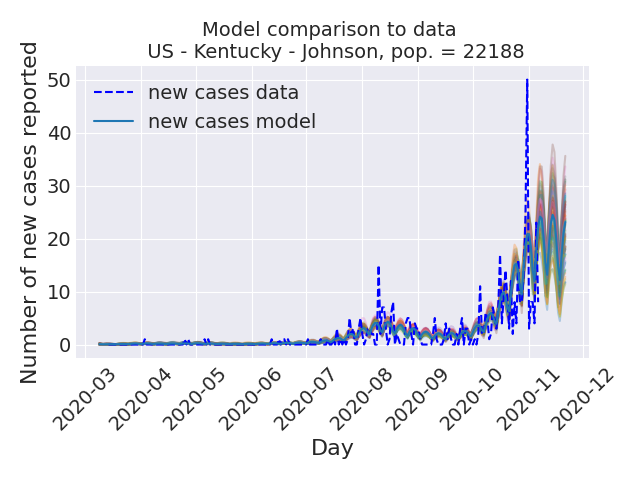 Model comparison to data
US - Kentucky - Johnson, pop. = 22188
new cases data
new cases model
Number of new cases reported
50
40
30
20
10
0
2020-03
2020-04
2020-05
2020-06
2020-07
2020-08
2020-09
2020-10
2020-11
2020-12
Day